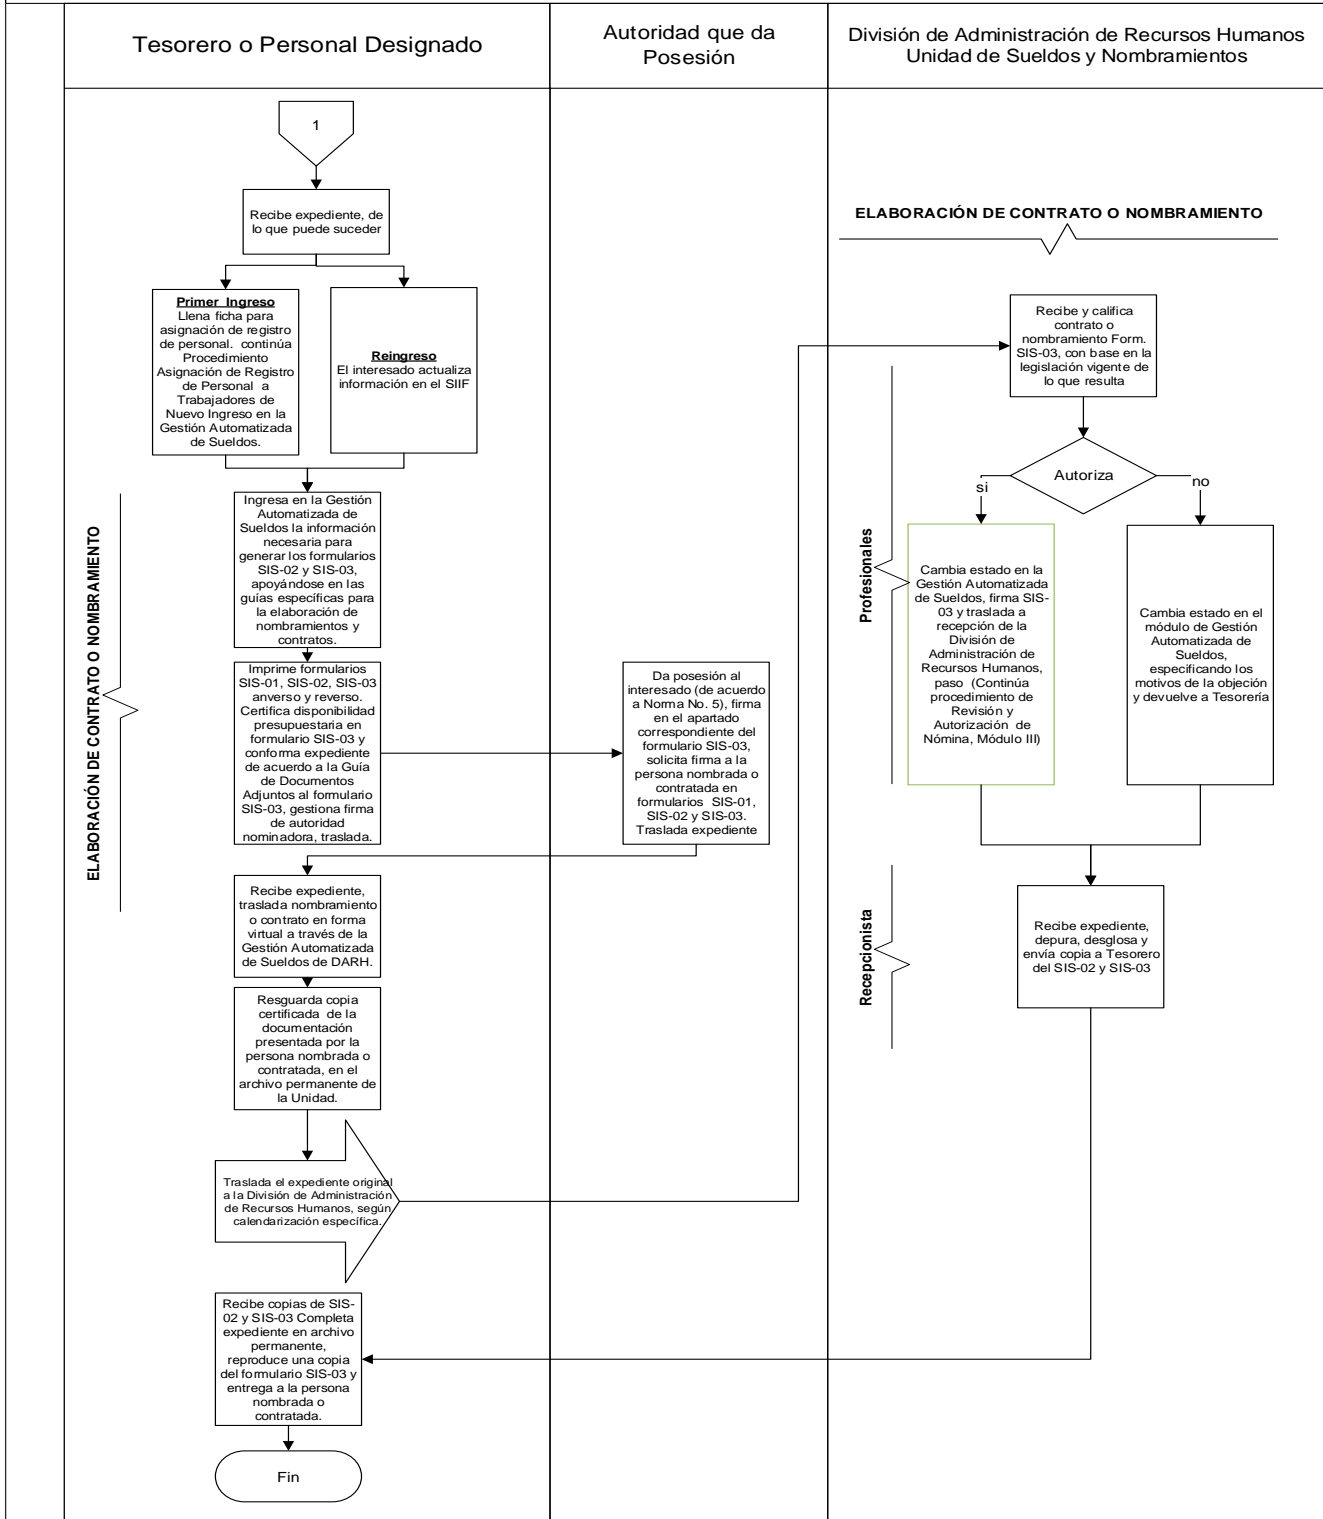 Tesorero o Personal Designado
Autoridad que da
Posesión
División de Administración de Recursos Humanos
Unidad de Sueldos y Nombramientos
1
Recibe expediente, de
lo que puede suceder
Primer Ingreso
Llena ficha para
asignación de registro
de personal. continúa
Procedimiento
Asignación de Registro
de Personal a
Trabajadores de
Nuevo Ingreso en la
Gestión Automatizada
de Sueldos.
Reingreso
El interesado actualiza
información en el SIIF
ELABORACIÓN DE CONTRATO O NOMBRAMIENTO
Ingresa en la Gestión
Automatizada de
Sueldos la información
necesaria para
generar los formularios
SIS-02 y SIS-03,
apoyándose en las
guías específicas para
la elaboración de
nombramientos y
contratos.
Imprime formularios
SIS-01, SIS-02, SIS-03
anverso y reverso.
Certifica disponibilidad
presupuestaria en
formulario SIS-03 y
conforma expediente
de acuerdo a la Guía
de Documentos
Adjuntos al formulario
SIS-03, gestiona firma
de autoridad
nominadora, traslada.
Da posesión al
interesado (de acuerdo
a Norma No. 5), firma
en el apartado
correspondiente del
formulario SIS-03,
solicita firma a la
persona nombrada o
contratada en
formularios SIS-01,
SIS-02 y SIS-03.
Traslada expediente
Recibe expediente,
traslada nombramiento
o contrato en forma
virtual a través de la
Gestión Automatizada
de Sueldos de DARH.
Resguarda copia
certificada de la
documentación
presentada por la
persona nombrada o
contratada, en el
archivo permanente de
la Unidad.
Traslada el expediente original
a la División de Administración
de Recursos Humanos, según
calendarización específica.
ELABORACIÓN DE CONTRATO O NOMBRAMIENTO
Recibe y califica
contrato o
nombramiento Form.
SIS-03, con base en la
legislación vigente de
lo que resulta
Autoriza
si
no
Profesionales
Cambia estado en la
Gestión Automatizada
de Sueldos, firma SIS-
03 y traslada a
recepción de la
División de
Administración de
Recursos Humanos,
paso (Continúa
procedimiento de
Revisión y
Autorización de
Nómina, Módulo III)
Cambia estado en el
módulo de Gestión
Automatizada de
Sueldos,
especificando los
motivos de la objeción
y devuelve a Tesorería
Recepcionista
Recibe expediente,
depura, desglosa y
envía copia a Tesorero
del SIS-02 y SIS-03
Recibe copias de SIS-
02 y SIS-03 Completa
expediente en archivo
permanente,
reproduce una copia
del formulario SIS-03 y
entrega a la persona
nombrada o
contratada.
Fin